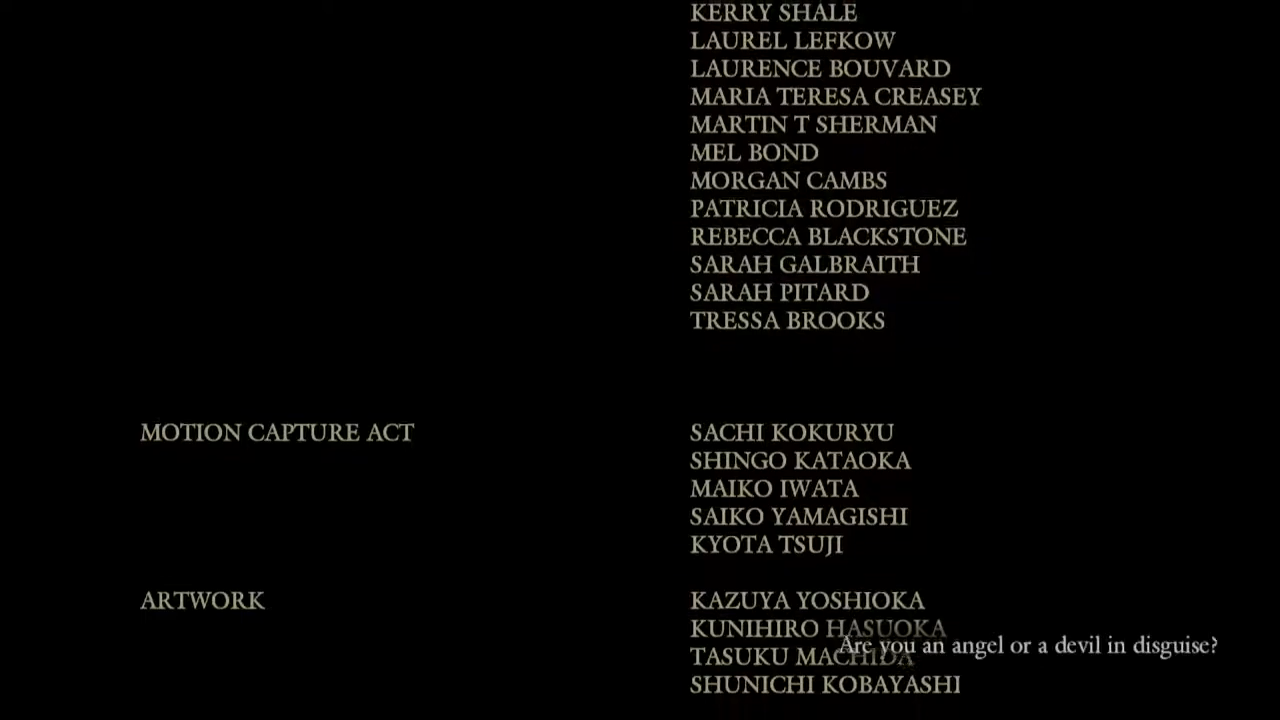 KERRY SHALE
LAUREL LEFKOW
LAURENCE BOUVARD
MARIA TERESA CREASEY
MARTIN T SHERMAN
MEL BOND
MORGAN CAMBS
PATRICIA RODRIGUEZ
REBECCA BLACKSTONE
SARAH GALBRAITH
SARAH PITARD
TRESSA BROOKS
MOTION CAPTURE ACT SACHI KOKURYU
SHINGO KATAOKA
MAIKO IWATA
SAIKO YAMAGISHI
KYOTA TSUJI
ARTWORK KAZUYA YOSHIOKA
KUNIHIRO HASUOKA
Are you an angel or a devil in disguise?
TASUKU MACHIDA
SHUNICHI KOBAYASHI